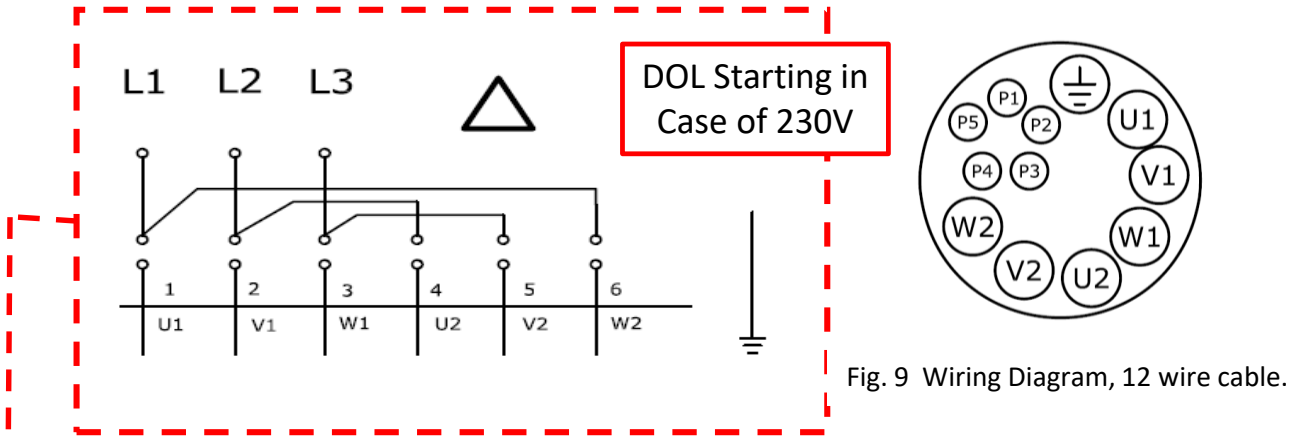 L1 L2 L3
DOL Starting in
Case of 230V
1 2 3 4 5 6
U1 V1 W1 U2 V2 W2
P1
P5 P2
U1
P4 P3
V1
W2
W1
V2
U2
Fig. 9 Wiring Diagram, 12 wire cable.